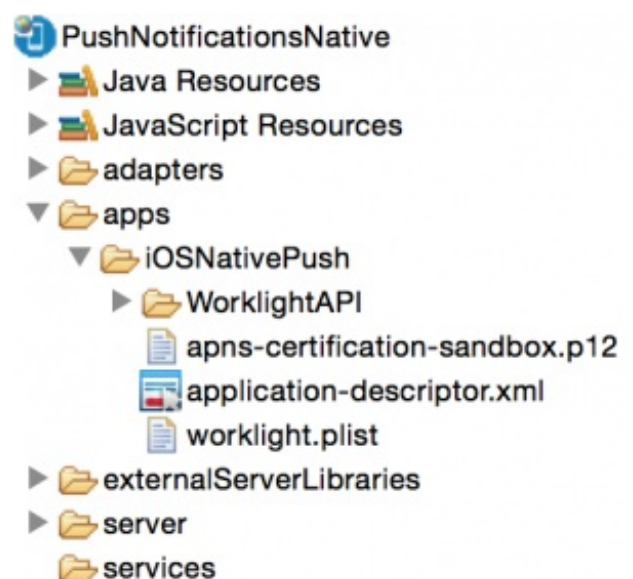 PushNotificationsNative
Java Resources
JavaScript Resources
adapters
apps
iOSNativePush
WorklightAPI
apns-certification-sandbox.p12
application-descriptor.xml
worklight.plist
externalServerLibraries
server
services